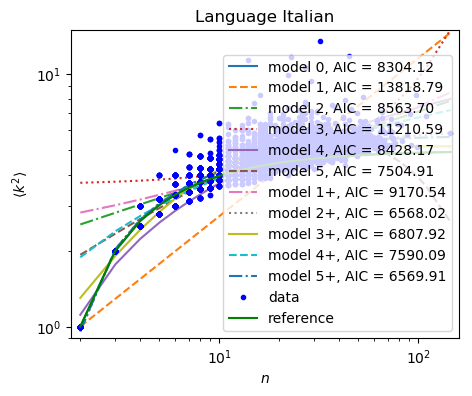 Language Italian
10¹
⟨k²⟩
10⁰
model 0, AIC = 8304.12
model 1, AIC = 13818.79
model 2, AIC = 8563.70
model 3, AIC = 11210.59
model 4, AIC = 8428.17
model 5, AIC = 7504.91
model 1+, AIC = 9170.54
model 2+, AIC = 6568.02
model 3+, AIC = 6807.92
model 4+, AIC = 7590.09
model 5+, AIC = 6569.91
data
reference
10¹ 10²
n